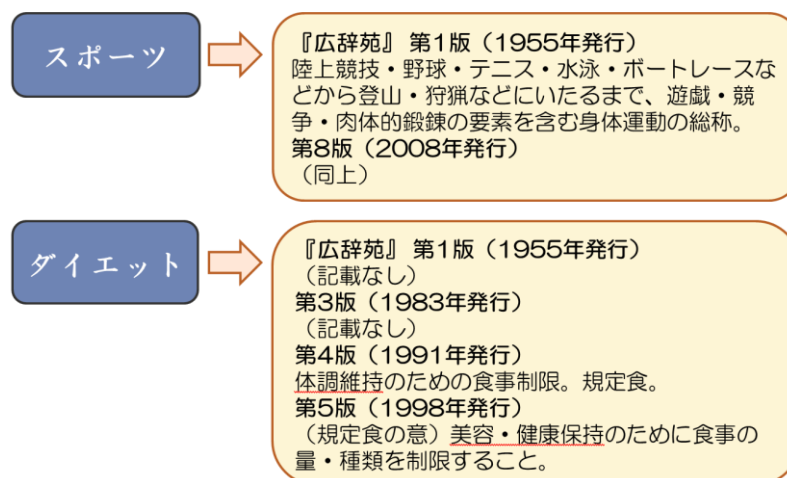 スポーツ
『広辞苑』 第1版（1955年発行）
陸上競技・野球・テニス・水泳・ボートレースな
どから登山・狩猟などにいたるまで、遊戯・競
争・肉体的鍛錬の要素を含む身体運動の総称。
第8版（2008年発行）
（同上）
ダイエット
『広辞苑』 第1版（1955年発行）
（記載なし）
第3版（1983年発行）
（記載なし）
第4版（1991年発行）
体調維持のための食事制限。規定食。
第5版（1998年発行）
（規定食の意）美容・健康保持のために食事の
量・種類を制限すること。